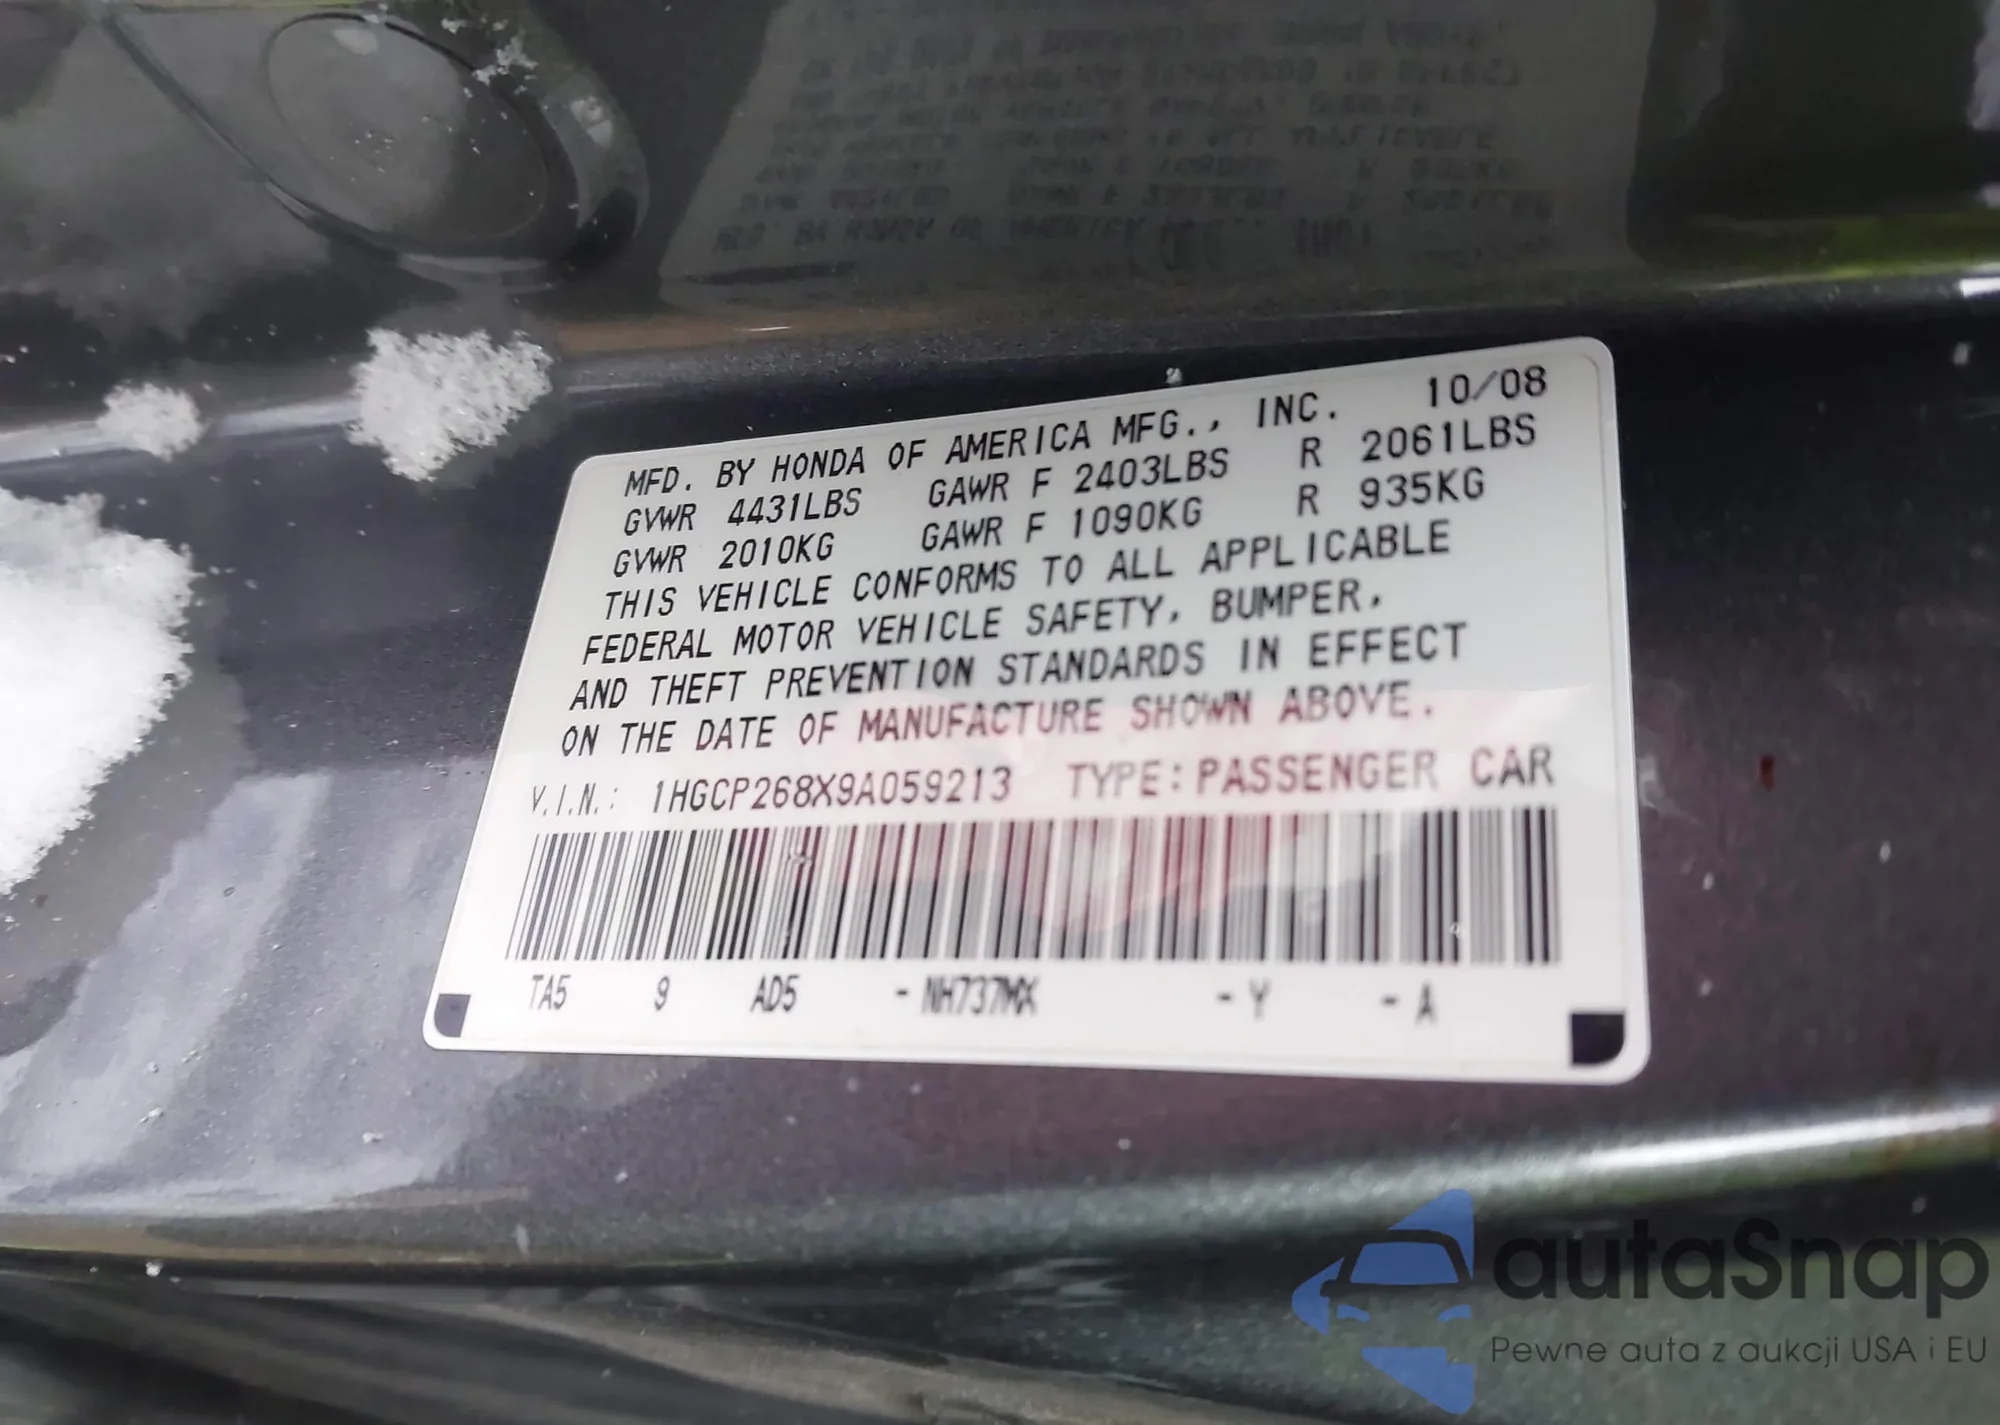 MFD. BY HONDA OF AMERICA MFG., INC. 10/08
GVWR 4431LBS GAWR F 2403LBS R 2061LBS
GVWR 2010KG GAWR F 1090KG R 935KG
THIS VEHICLE CONFORMS TO ALL APPLICABLE
FEDERAL MOTOR VEHICLE SAFETY, BUMPER,
AND THEFT PREVENTION STANDARDS IN EFFECT
ON THE DATE OF MANUFACTURE SHOWN ABOVE.
V.I.N.: 1HGCP268X9A059213 TYPE:PASSENGER CAR
TA5 9 AD5 -NH737MX -Y -A
autaSnap
Pewne auta z aukcji USA i EU